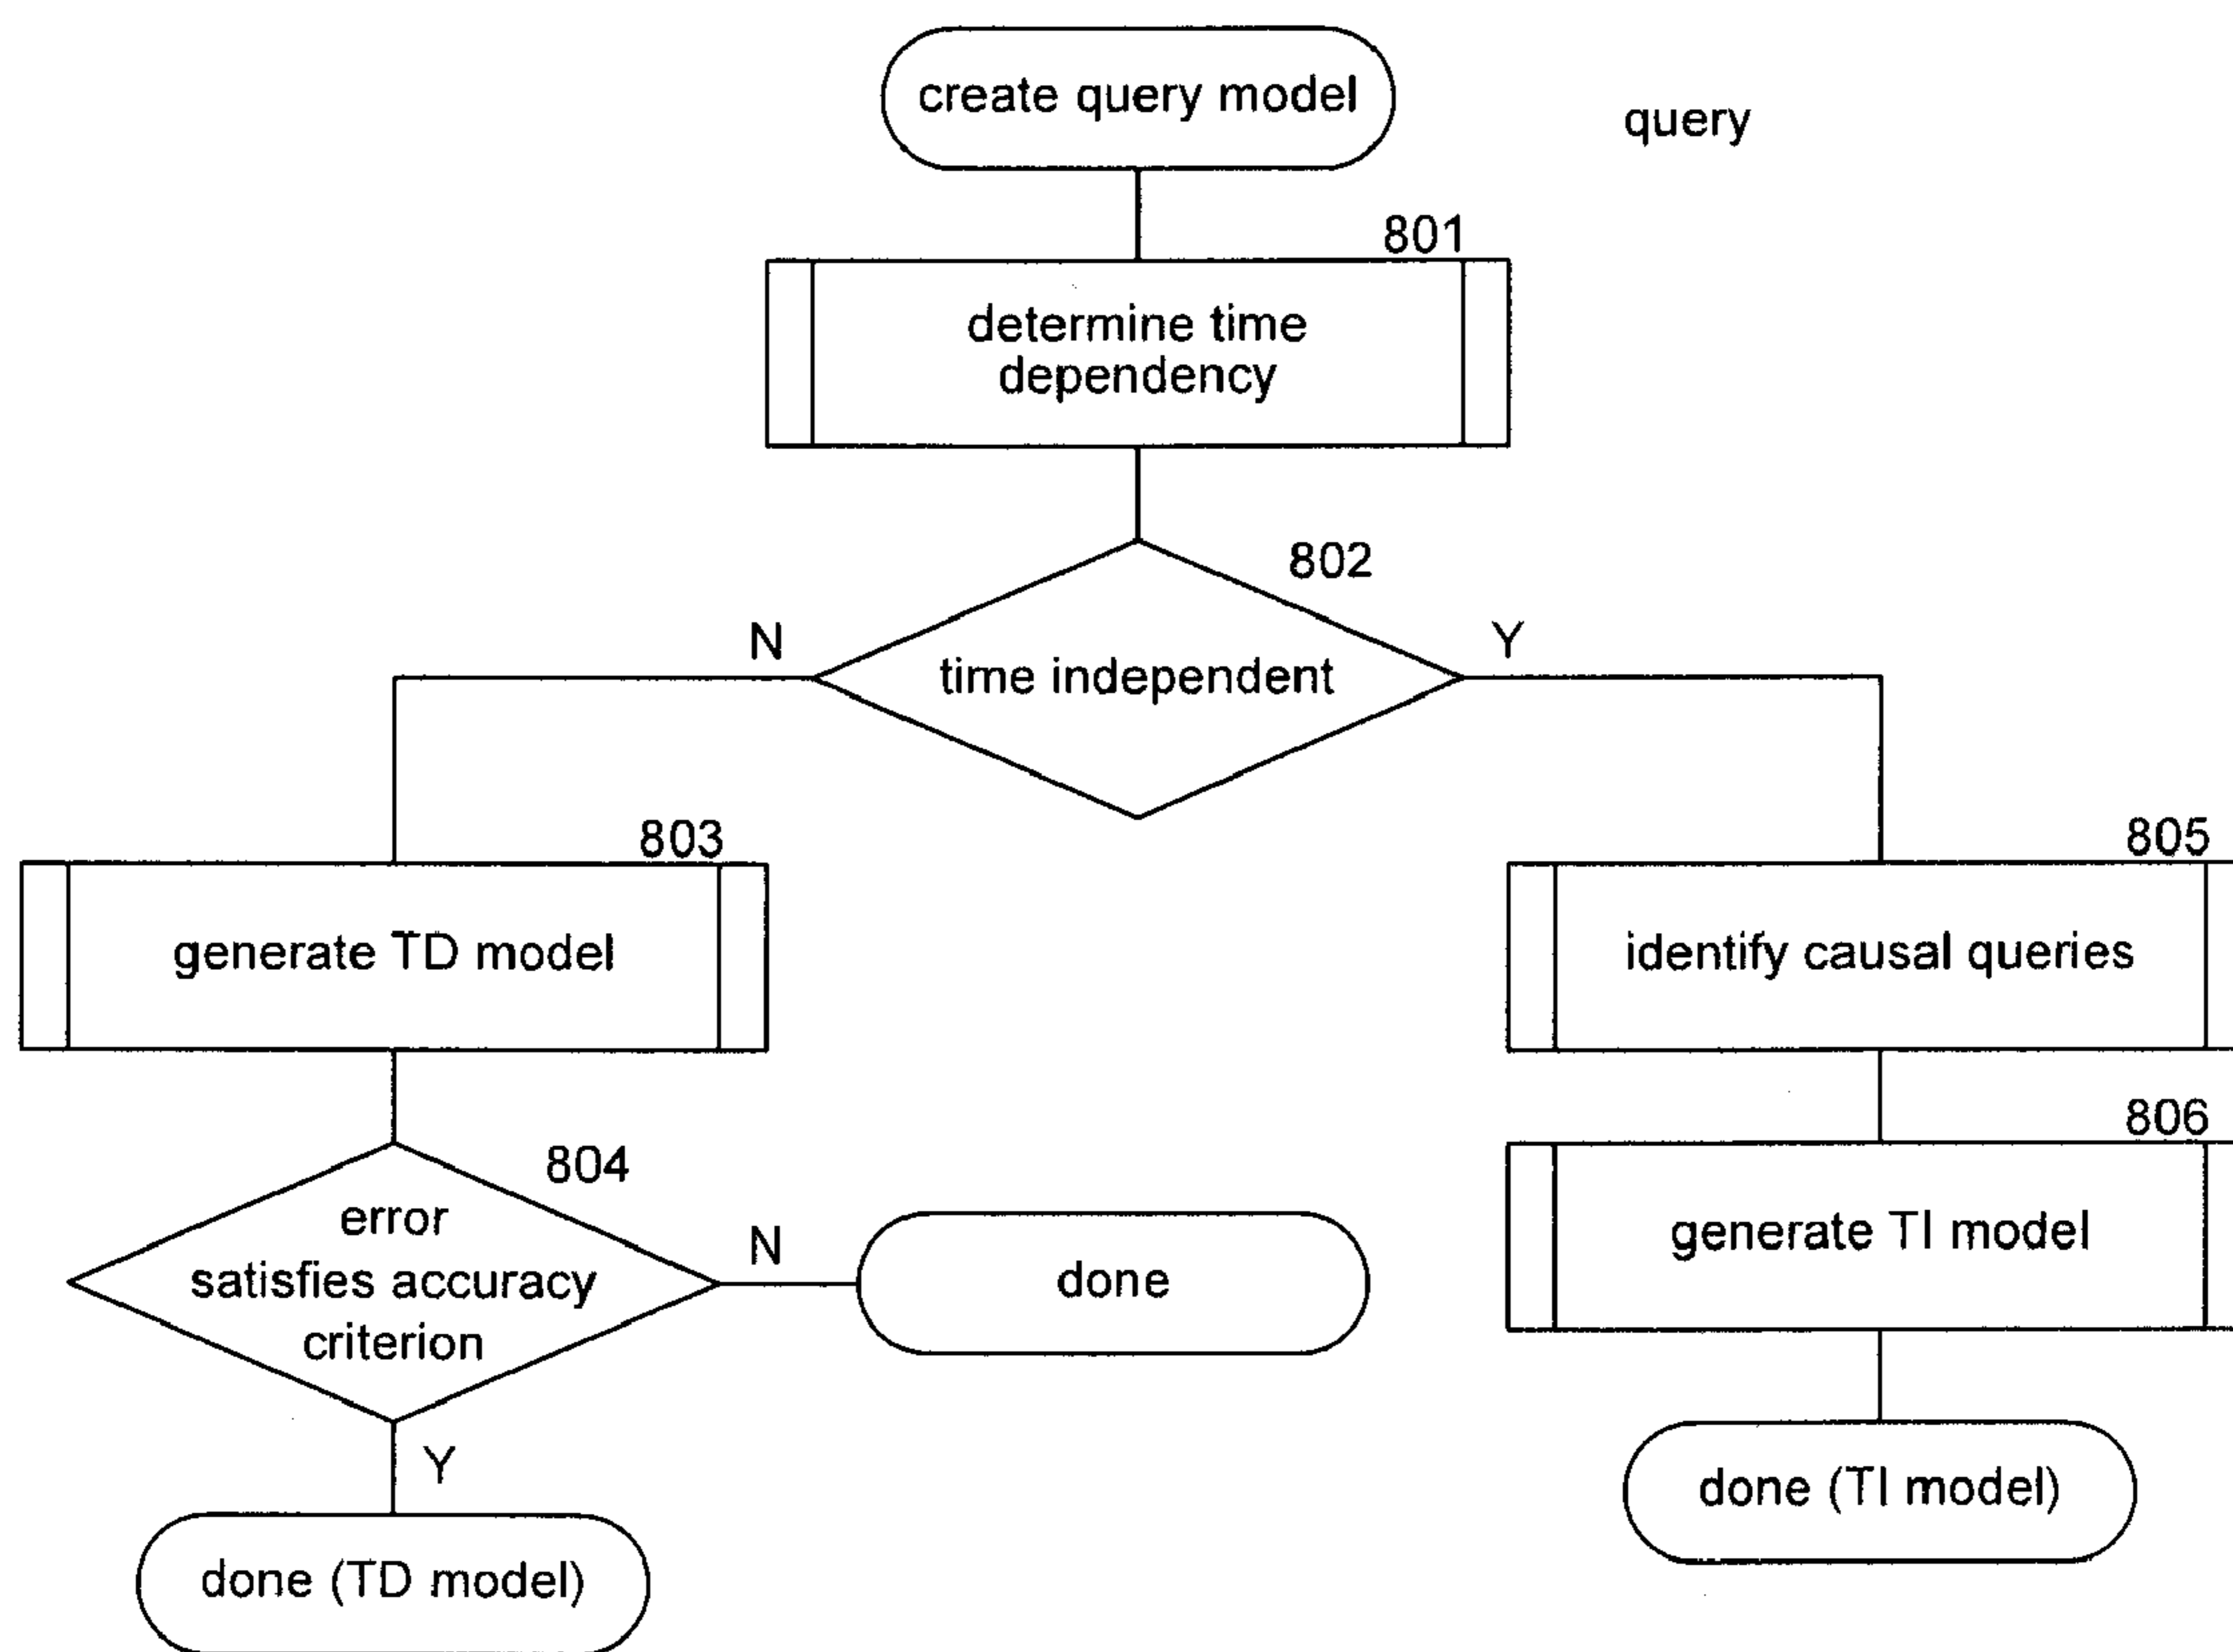 create query model
query
801
determine time
dependency
802
N
Y
time independent
803
805
generate TD model
identify causal queries
804
806
error
satisfies accuracy
criterion
N
done
generate TI model
Y
done (TI model)
done (TD model)